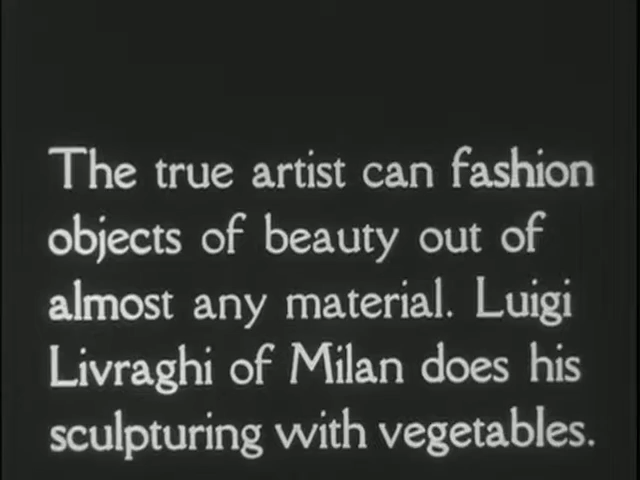 The true artist can fashion
objects of beauty out of
almost any material. Luigi
Livraghi of Milan does his
sculpturing with vegetables.